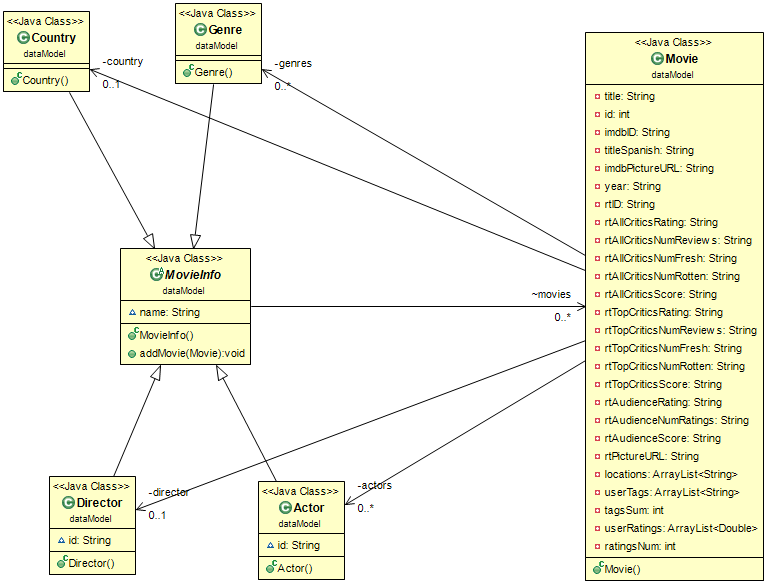 <<Java Class>>
Country
dataModel
Country()
<<Java Class>>
Genre
dataModel
Genre()
-country
0..1
-genres
0..*
<<Java Class>>
MovieInfo
dataModel
name: String
MovieInfo()
addMovie(Movie):void
~movies
0..*
<<Java Class>>
Director
dataModel
id: String
Director()
-director
0..1
<<Java Class>>
Actor
dataModel
id: String
Actor()
-actors
0..*
<<Java Class>>
Movie
dataModel
title: String
id: int
imdbID: String
titleSpanish: String
imdbPictureURL: String
year: String
rtID: String
rtAllCriticsRating: String
rtAllCriticsNumReviews: String
rtAllCriticsNumFresh: String
rtAllCriticsNumRotten: String
rtAllCriticsScore: String
rtTopCriticsRating: String
rtTopCriticsNumReviews: String
rtTopCriticsNumFresh: String
rtTopCriticsNumRotten: String
rtTopCriticsScore: String
rtAudienceRating: String
rtAudienceNumRatings: String
rtAudienceScore: String
rtPictureURL: String
locations: ArrayList<String>
userTags: ArrayList<String>
tagsSum: int
userRatings: ArrayList<Double>
ratingsNum: int
Movie()